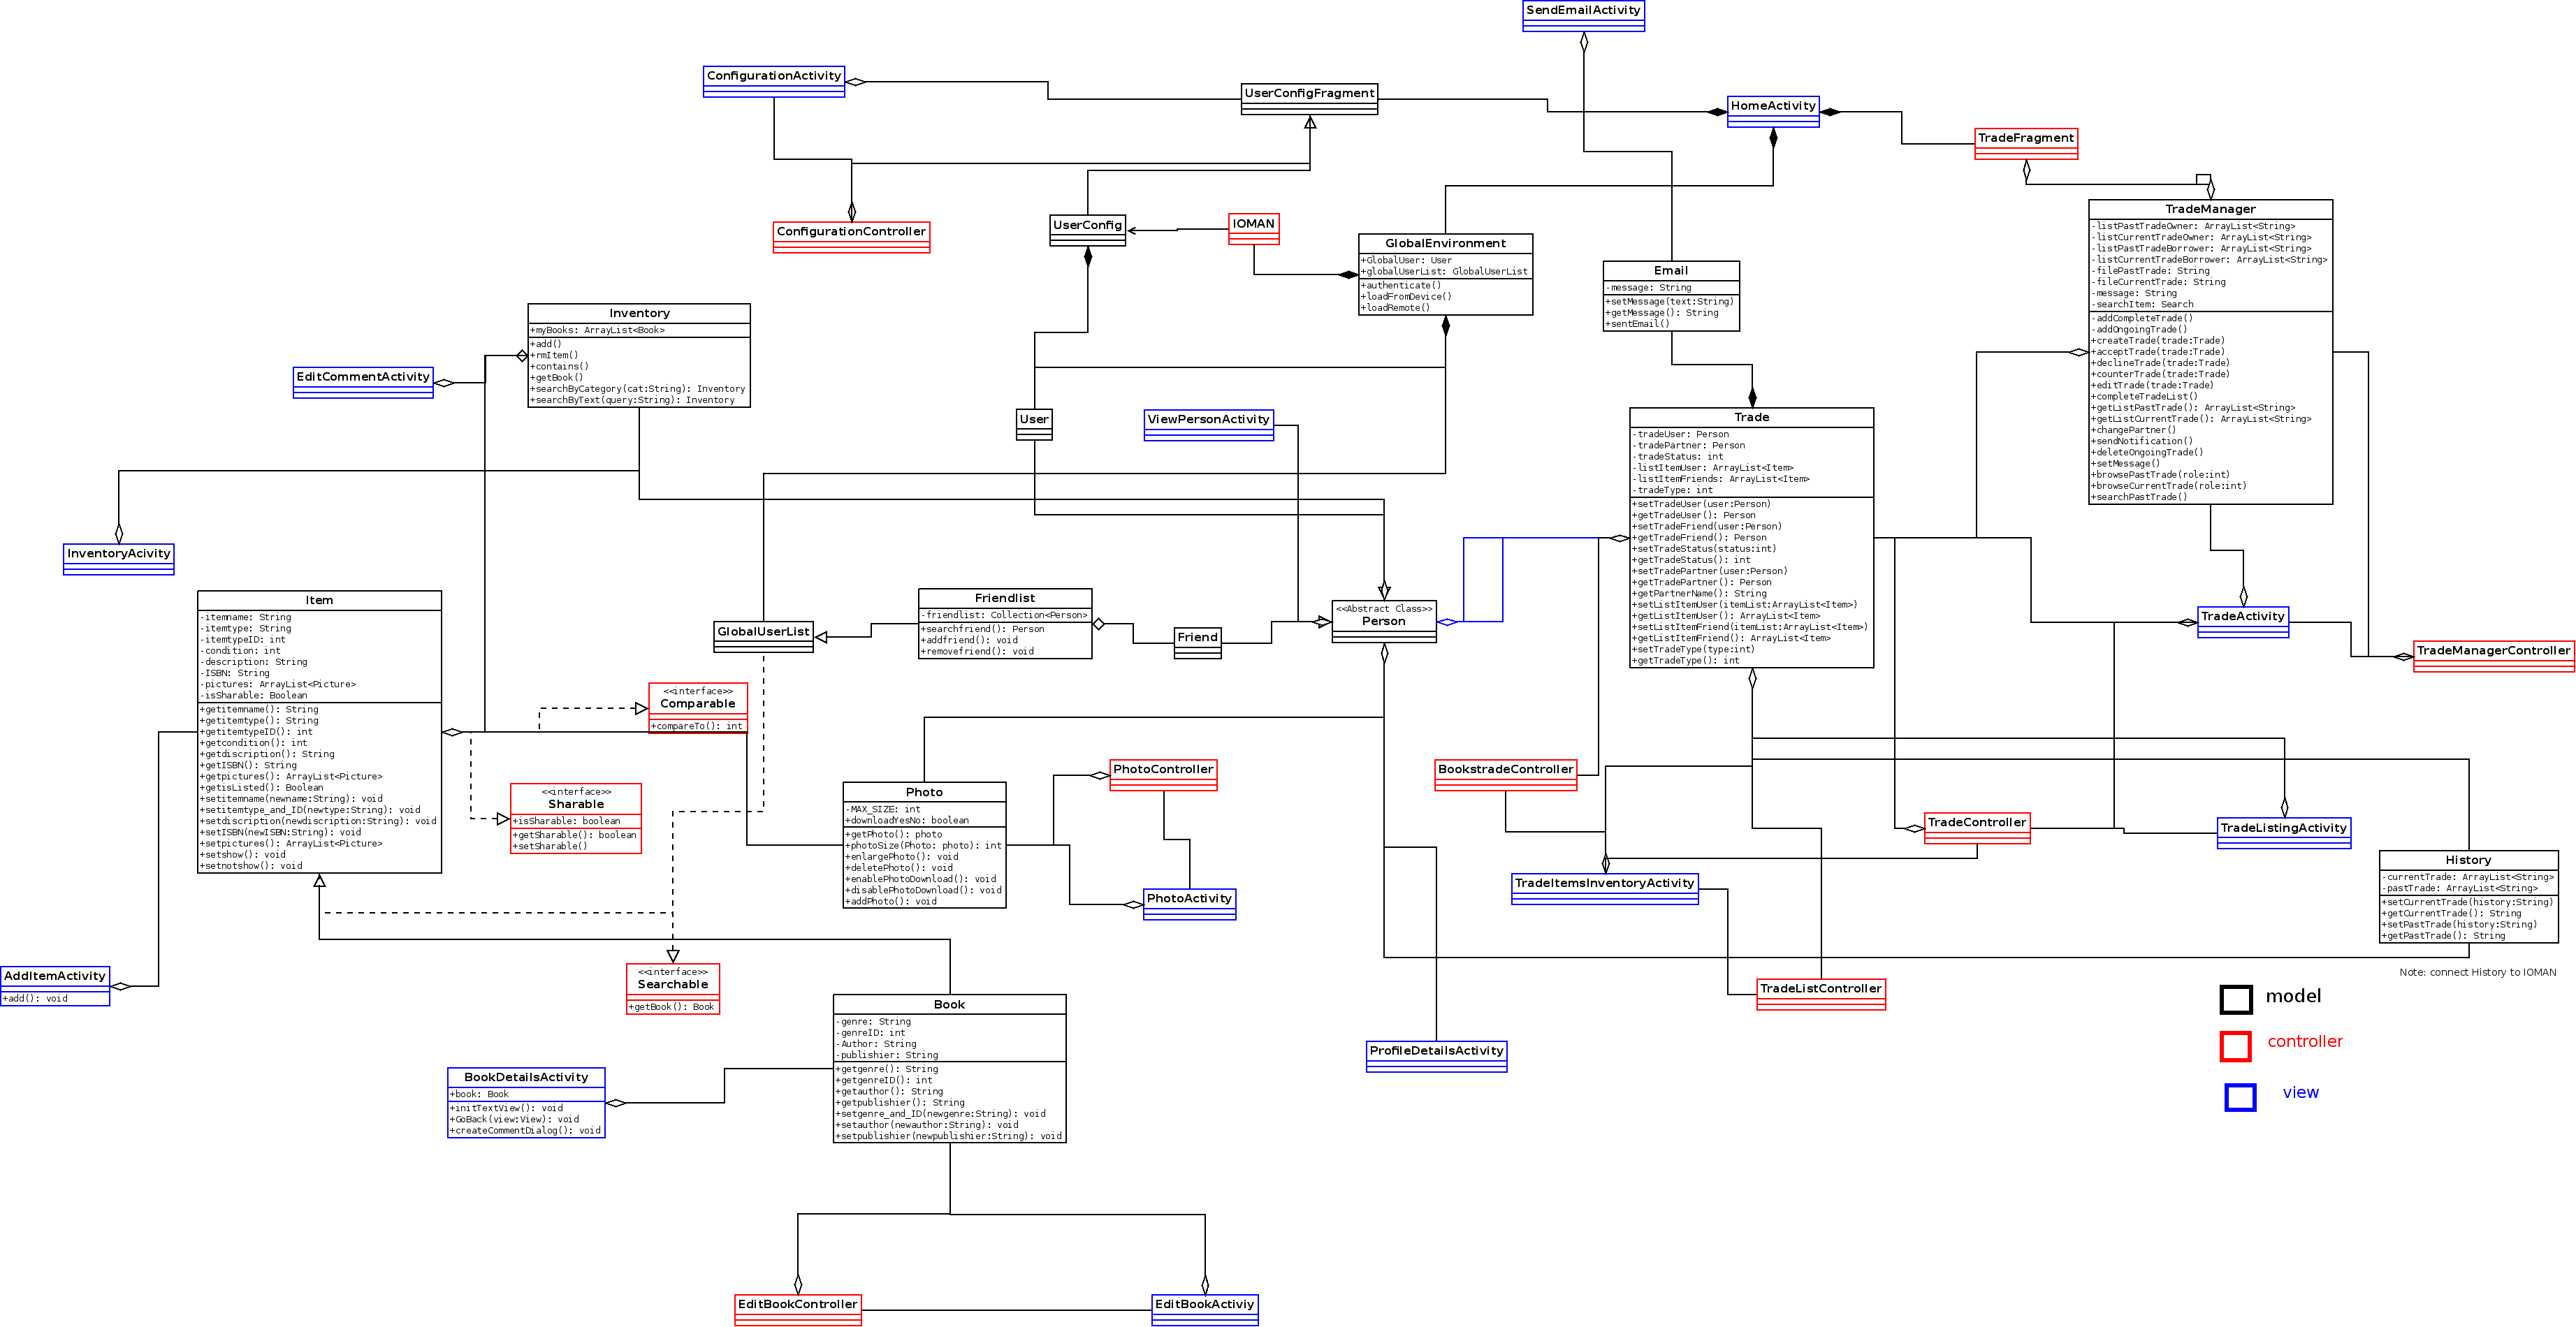 SendEmailActivity
ConfigurationActivity
UserConfigFragment
HomeActivity
TradeFragment
ConfigurationController
UserConfig
IOMAN
GlobalEnvironment
+GlobalUser: User
+globalUserList: GlobalUserList
+authenticate()
+loadFromDevice()
+loadRemote()
Email
-message: String
+setMessage(text:String)
+getMessage(): String
+sentEmail()
TradeManager
-listPastTradeOwner: ArrayList<String>
-listCurrentTradeOwner: ArrayList<String>
-listPastTradeBorrower: ArrayList<String>
-listCurrentTradeBorrower: ArrayList<String>
-filePastTrade: String
-fileCurrentTrade: String
-message: String
-searchItem: Search
-addCompleteTrade()
-addOngoingTrade()
+createTrade(trade:Trade)
+acceptTrade(trade:Trade)
+declineTrade(trade:Trade)
+counterTrade(trade:Trade)
+editTrade(trade:Trade)
+completeTradeList()
+getListPastTrade(): ArrayList<String>
+getListCurrentTrade(): ArrayList<String>
+changePartner()
+sendNotification()
+deleteOngoingTrade()
+setMessage()
+browsePastTrade(role:int)
+browseCurrentTrade(role:int)
+searchPastTrade()
Inventory
+myBooks: ArrayList<Book>
+add()
+rmItem()
+contains()
+getBook()
+searchByCategory(cat:String): Inventory
+searchByText(query:String): Inventory
EditCommentActivity
User
ViewPersonActivity
Trade
-tradeUser: Person
-tradePartner: Person
-tradeStatus: int
-listItemUser: ArrayList<Item>
-listItemFriends: ArrayList<Item>
-tradeType: int
+setTradeUser(user:Person)
+getTradeUser(): Person
+setTradeFriend(user:Person)
+getTradeFriend(): Person
+setTradeStatus(status:int)
+getTradeStatus(): int
+setTradePartner(user:Person)
+getTradePartner(): Person
+getPartnerName(): String
+setListItemUser(itemList:ArrayList<Item>)
+getListItemUser(): ArrayList<Item>
+setListItemFriend(itemList:ArrayList<Item>)
+getListItemFriend(): ArrayList<Item>
+setTradeType(type:int)
+getTradeType(): int
InventoryAcivity
Item
-itemname: String
-itemtype: String
-itemtypeID: int
-condition: int
-description: String
-ISBN: String
-pictures: ArrayList<Picture>
-isSharable: Boolean
+getitemname(): String
+getitemtype(): String
+getitemtypeID(): int
+getcondition(): int
+getdiscription(): String
+getISBN(): String
+getpictures(): ArrayList<Picture>
+getisListed(): Boolean
+setitemname(newname:String): void
+setitemtype_and_ID(newtype:String): void
+setdiscription(newdiscription:String): void
+setISBN(newISBN:String): void
+setpictures(): ArrayList<Picture>
+setshow(): void
+setnotshow(): void
GlobalUserList
Friendlist
-friendlist: Collection<Person>
+searchfriend(): Person
+addfriend(): void
+removefriend(): void
Friend
<<Abstract Class>>
Person
TradeActivity
TradeManagerController
<<interface>>
Comparable
+compareTo(): int
<<interface>>
Sharable
+isSharable: boolean
+getSharable(): boolean
+setSharable()
Photo
-MAX_SIZE: int
+downloadYesNo: boolean
+getPhoto(): photo
+photoSize(Photo: photo): int
+enlargePhoto(): void
+deletePhoto(): void
+enablePhotoDownload(): void
+disablePhotoDownload(): void
+addPhoto(): void
PhotoController
PhotoActivity
BookstradeController
TradeController
TradeListingActivity
TradeItemsInventoryActivity
History
-currentTrade: ArrayList<String>
-pastTrade: ArrayList<String>
+setCurrentTrade(history:String)
+getCurrentTrade(): String
+setPastTrade(history:String)
+getPastTrade(): String
Note: connect History to IOMAN
AddItemActivity
+add(): void
<<interface>>
Searchable
+getBook(): Book
TradeListController
model
controller
view
Book
-genre: String
-genreID: int
-Author: String
-publishier: String
+getgenre(): String
+getgenreID(): int
+getauthor(): String
+getpublishier(): String
+setgenre_and_ID(newgenre:String): void
+setauthor(newauthor:String): void
+setpublishier(newpublishier:String): void
ProfileDetailsActivity
BookDetailsActivity
+book: Book
+initTextView(): void
+GoBack(view:View): void
+createCommentDialog(): void
EditBookController
EditBookActiviy